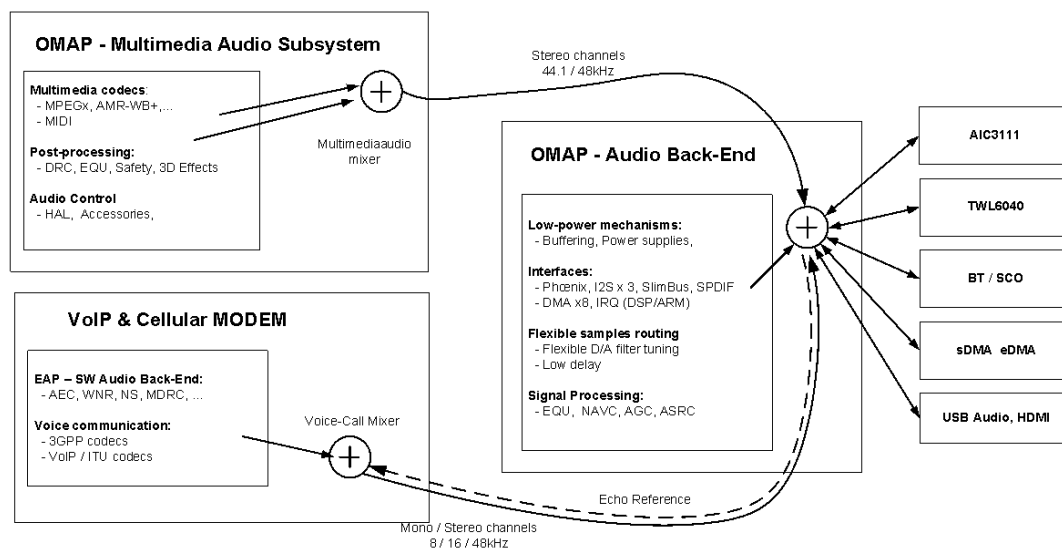 OMAP - Multimedia Audio Subsystem
Multimedia codecs:
- MPEGx, AMR-WB+,...
- MIDI
Post-processing:
- DRC, EQU, Safety, 3D Effects
Audio Control
- HAL, Accessories,
Multimediaaudio
mixer
Stereo channels
44.1 / 48kHz
OMAP - Audio Back-End
Low-power mechanisms:
- Buffering, Power supplies,
Interfaces:
- Phœnix, I2S x 3, SlimBus, SPDIF
- DMA x8, IRQ (DSP/ARM)
Flexible samples routing
- Flexible D/A filter tuning
- Low delay
Signal Processing:
- EQU, NAVC, AGC, ASRC
AIC3111
TWL6040
BT / SCO
sDMA eDMA
USB Audio, HDMI
VoIP & Cellular MODEM
EAP – SW Audio Back-End:
- AEC, WNR, NS, MDRC, ...
Voice communication:
- 3GPP codecs
- VoIP / ITU codecs
Voice-Call Mixer
Echo Reference
Mono / Stereo channels
8 / 16 / 48kHz